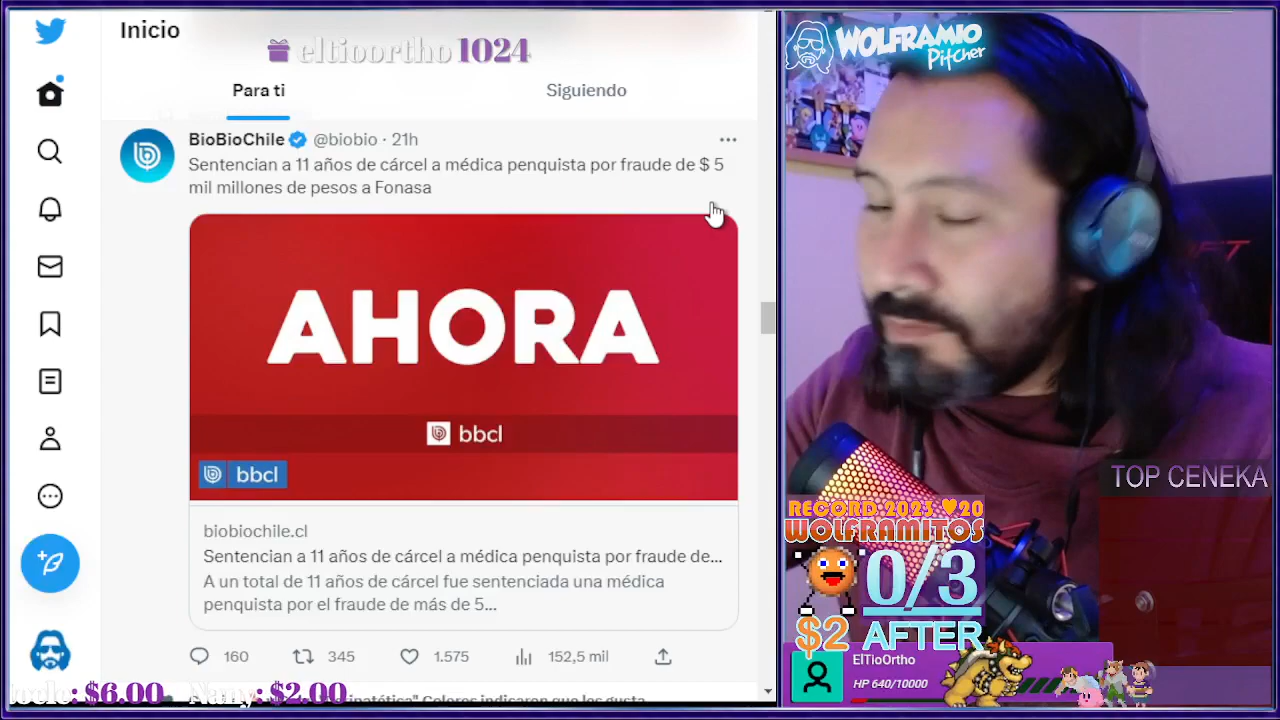 Inicio
eltioortho 1024
Para ti
Siguiendo
BioBioChile @biobio · 21h
Sentencian a 11 años de cárcel a médica penquista por fraude de $ 5
mil millones de pesos a Fonasa
AHORA
bbcl
bbcl
biobiochile.cl
Sentencian a 11 años de cárcel a médica penquista por fraude de...
A un total de 11 años de cárcel fue sentenciada una médica
penquista por el fraude de más de 5...
160
345
1.575
152,5 mil
: $6.00 Nany: $2.00
WOLFRAMIO
Pitcher
TOP CENEKA
RECORD 2023 ♥20
WOLFRAMITOS
0/3
$2 AFTER
ElTioOrtho
HP 640/10000